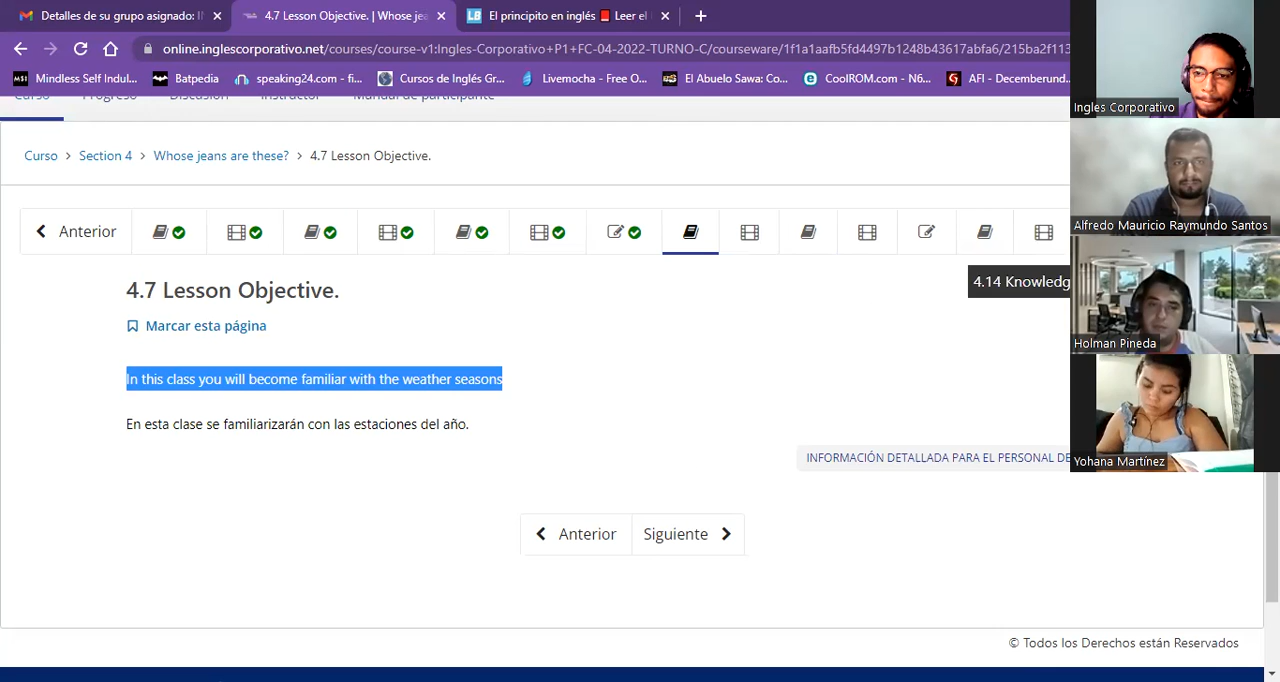 Detalles de su grupo asignado: I
4.7 Lesson Objective. | Whose jea
El principito en inglés 📕 Leer el
online.inglescorporativo.net/courses/course-v1:Ingles-Corporativo+P1+FC-04-2022-TURNO-C/courseware/1f1a1aafb5fd4497b1248b43617abfa6/215ba2f113
Mindless Self Indul...
Batpedia
speaking24.com - fi...
Cursos de Inglés Gr...
Livemocha - Free O...
El Abuelo Sawa: Co...
CoolROM.com - N6...
AFI - Decemberund...
Curso Progreso Discusión Instructor Manual de participante
Curso > Section 4 > Whose jeans are these? > 4.7 Lesson Objective.
Anterior
4.14 Knowledg
4.7 Lesson Objective.
Marcar esta página
In this class you will become familiar with the weather seasons
En esta clase se familiarizarán con las estaciones del año.
INFORMACIÓN DETALLADA PARA EL PERSONAL DE
Anterior
Siguiente
© Todos los Derechos están Reservados
Ingles Corporativo
Alfredo Mauricio Raymundo Santos
Holman Pineda
Yohana Martínez